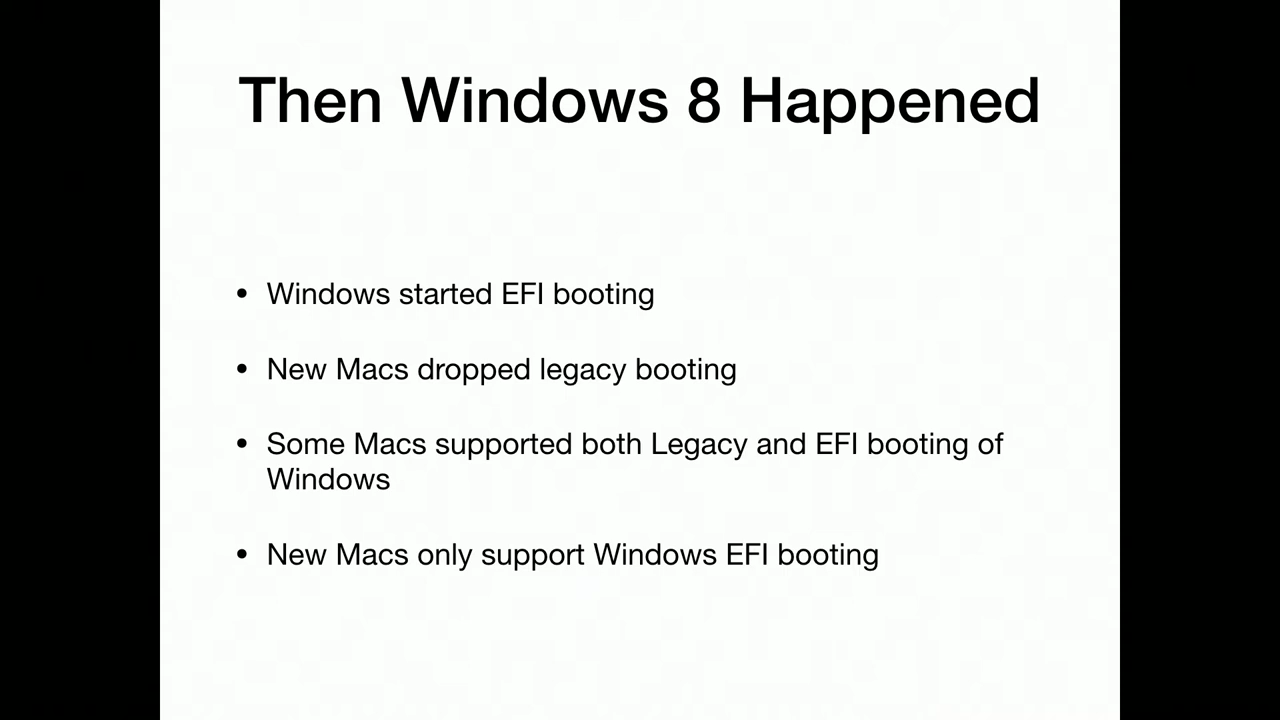 Then Windows 8 Happened
• Windows started EFI booting
• New Macs dropped legacy booting
• Some Macs supported both Legacy and EFI booting of
Windows
• New Macs only support Windows EFI booting